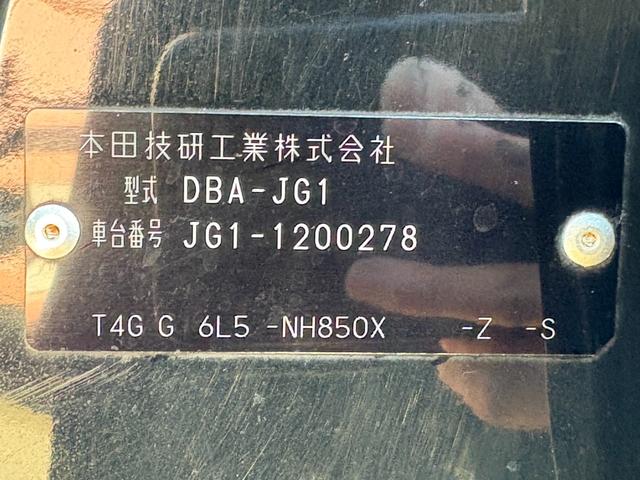 本田技研工業株式会社
型式 DBA-JG1
車台番号 JG1-1200278
T4G G 6L5 -NH850X -Z -S